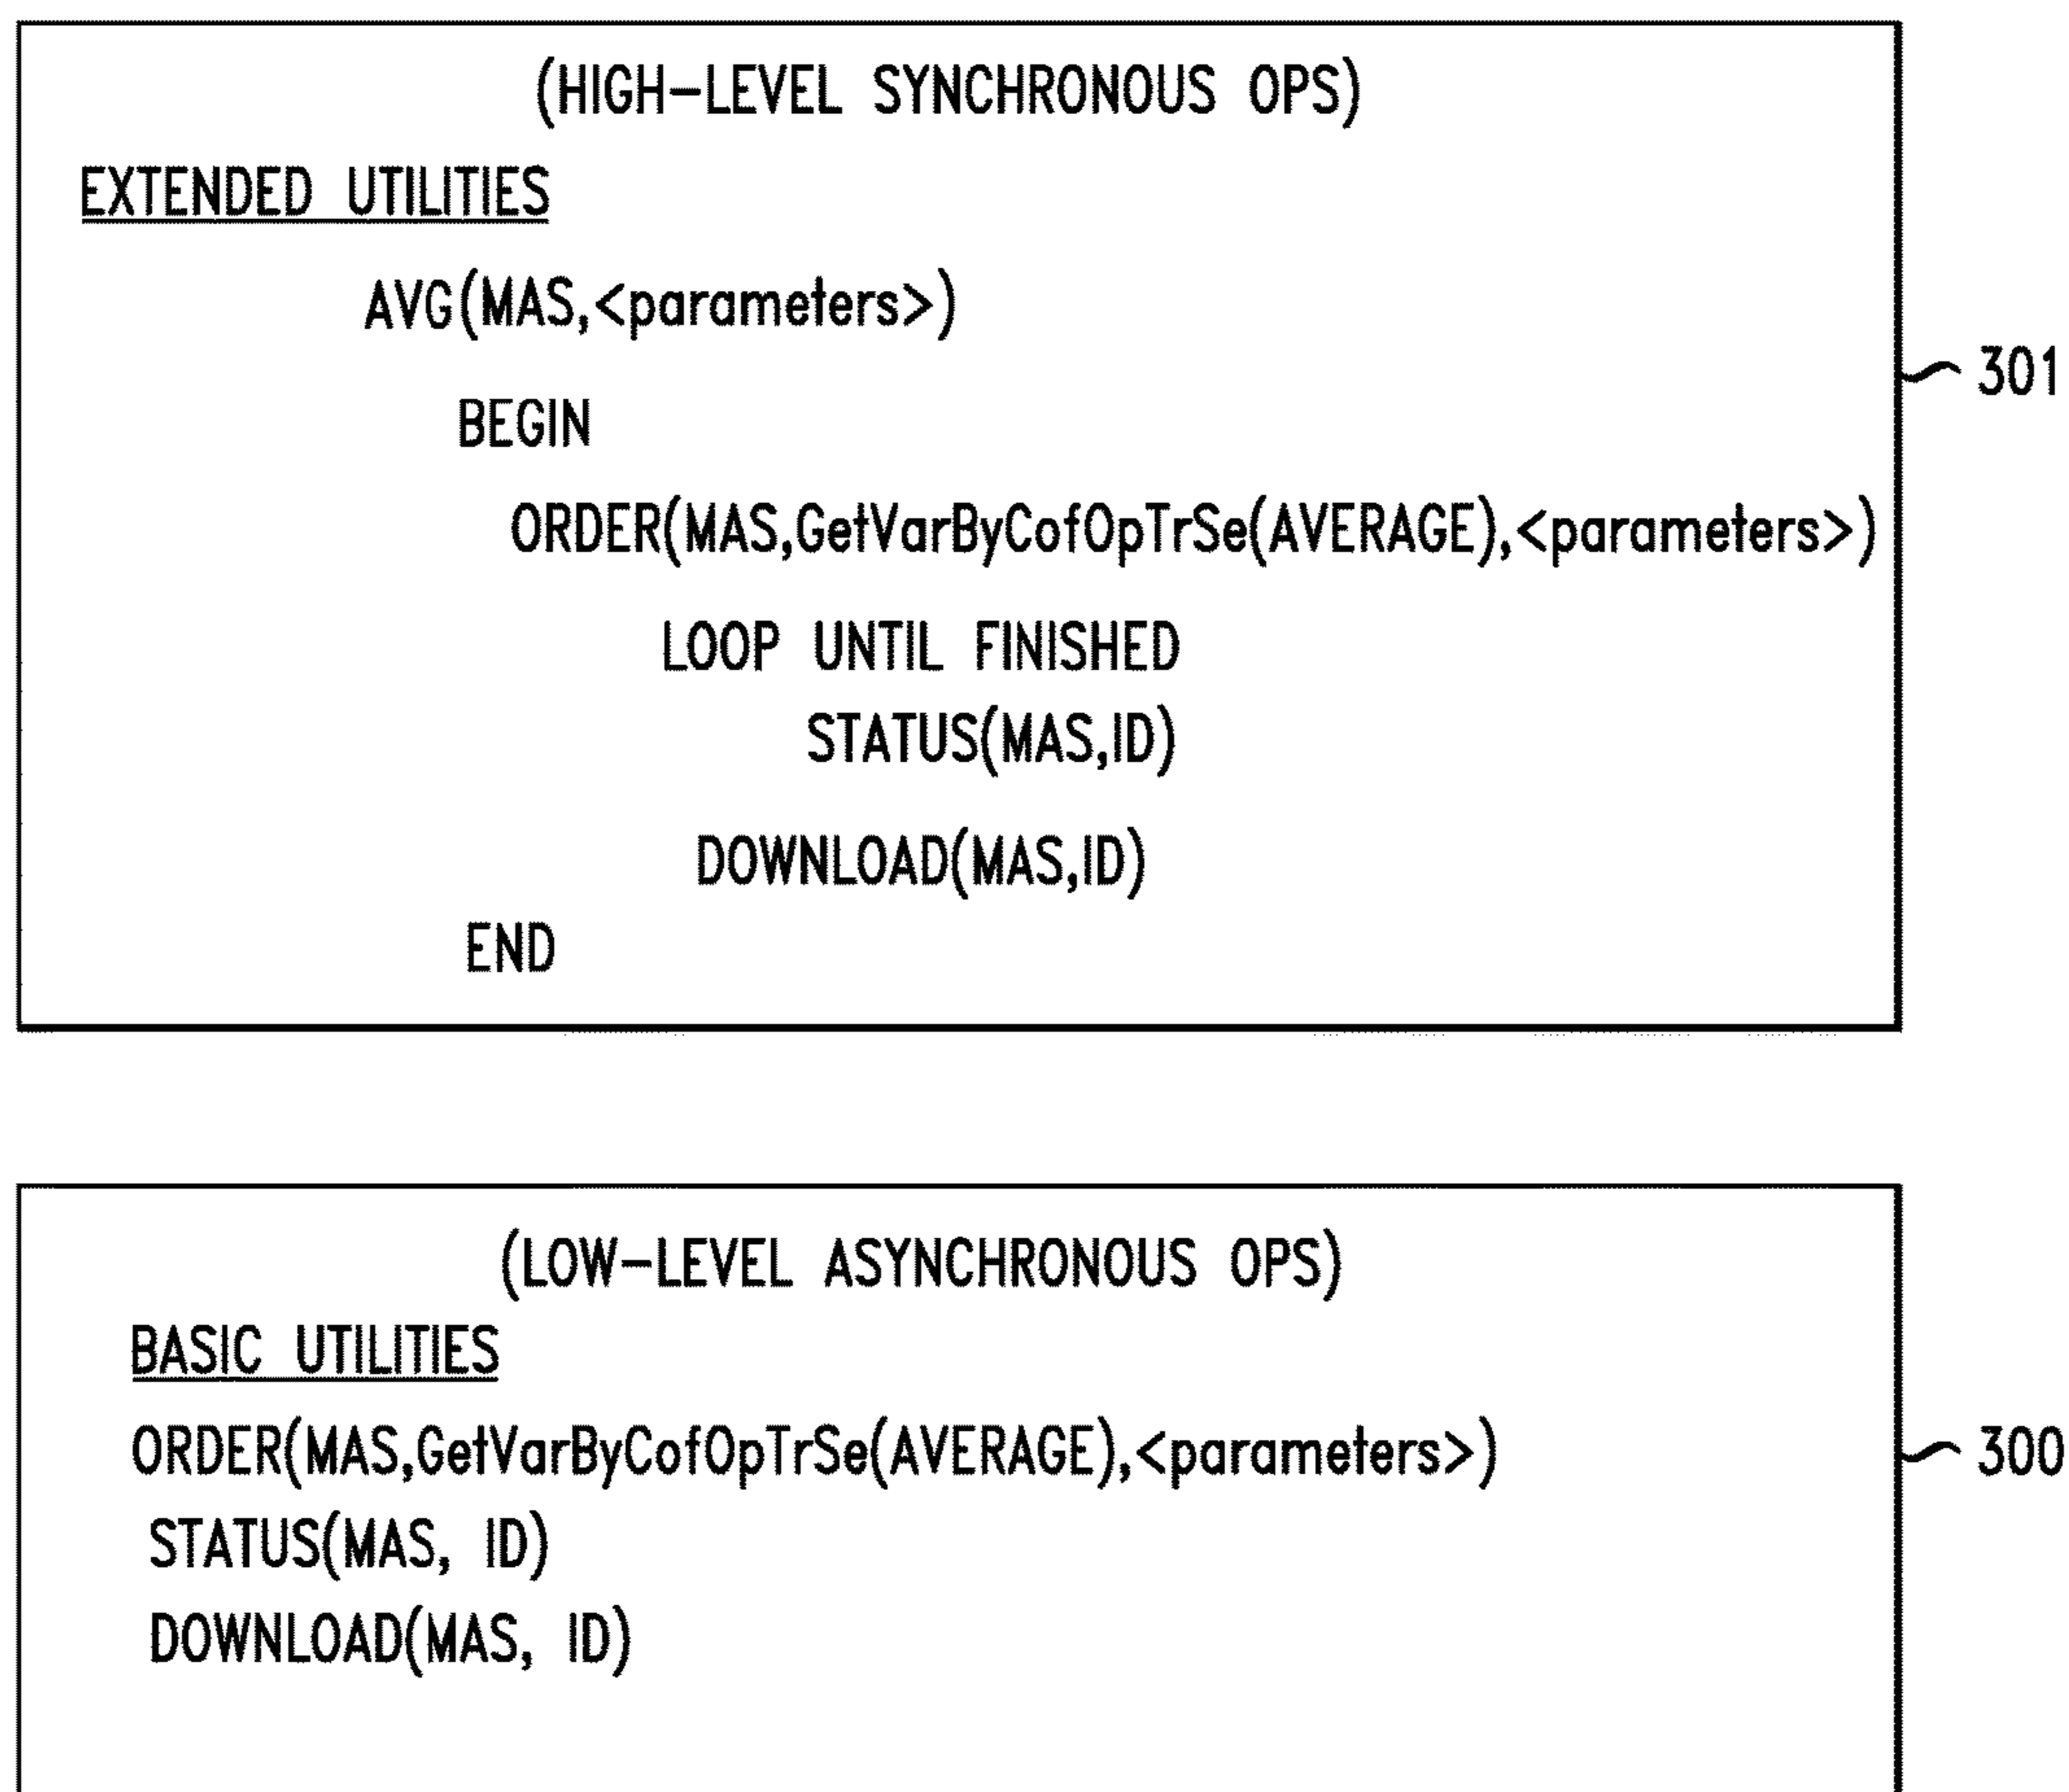 (HIGH-LEVEL SYNCHRONOUS OPS)
EXTENDED UTILITIES
AVG(MAS,<parameters>)
301
BEGIN
ORDER(MAS,GetVarByCofOpTrSe(AVERAGE),<parameters>)
LOOP UNTIL FINISHED
STATUS(MAS,ID)
DOWNLOAD(MAS,ID)
END
(LOW-LEVEL ASYNCHRONOUS OPS)
BASIC UTILITIES
ORDER(MAS,GetVarByCofOpTrSe(AVERAGE),<parameters>)
300
STATUS(MAS, ID)
DOWNLOAD(MAS, ID)